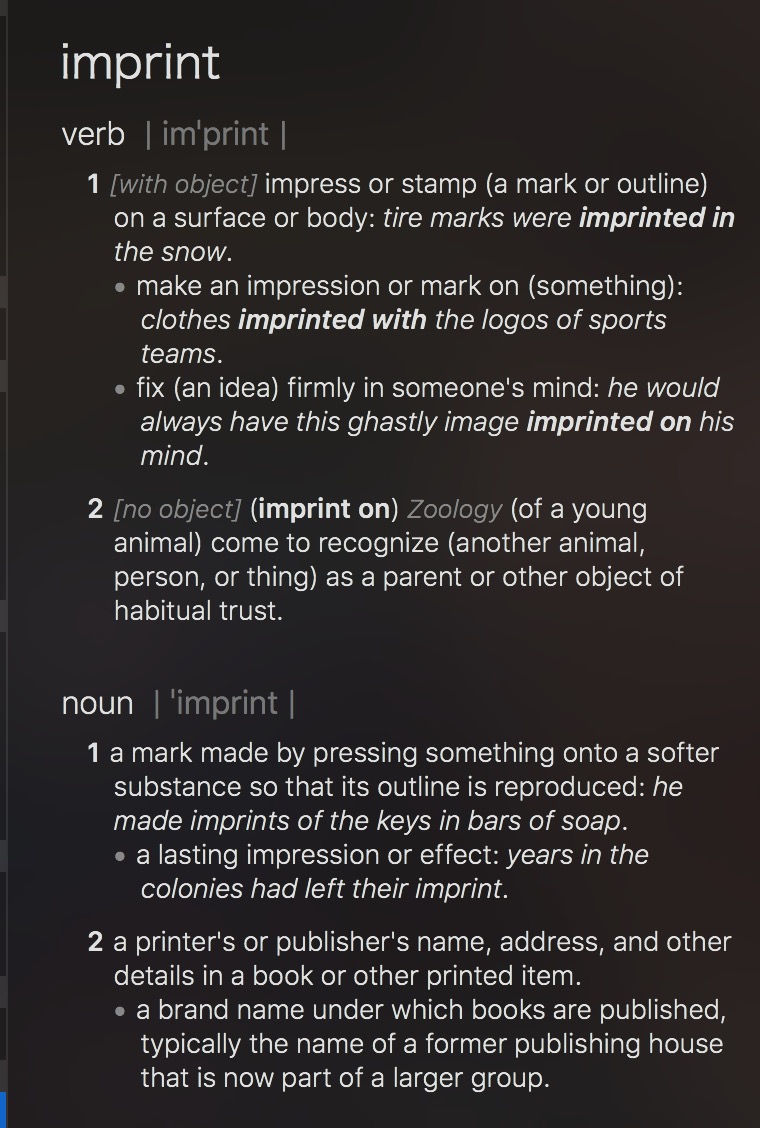 imprint
verb | im'print |
1 [with object] impress or stamp (a mark or outline)
on a surface or body: tire marks were imprinted in
the snow.
• make an impression or mark on (something):
clothes imprinted with the logos of sports
teams.
• fix (an idea) firmly in someone's mind: he would
always have this ghastly image imprinted on his
mind.
2 [no object] (imprint on) Zoology (of a young
animal) come to recognize (another animal,
person, or thing) as a parent or other object of
habitual trust.
noun | 'imprint |
1 a mark made by pressing something onto a softer
substance so that its outline is reproduced: he
made imprints of the keys in bars of soap.
• a lasting impression or effect: years in the
colonies had left their imprint.
2 a printer's or publisher's name, address, and other
details in a book or other printed item.
• a brand name under which books are published,
typically the name of a former publishing house
that is now part of a larger group.